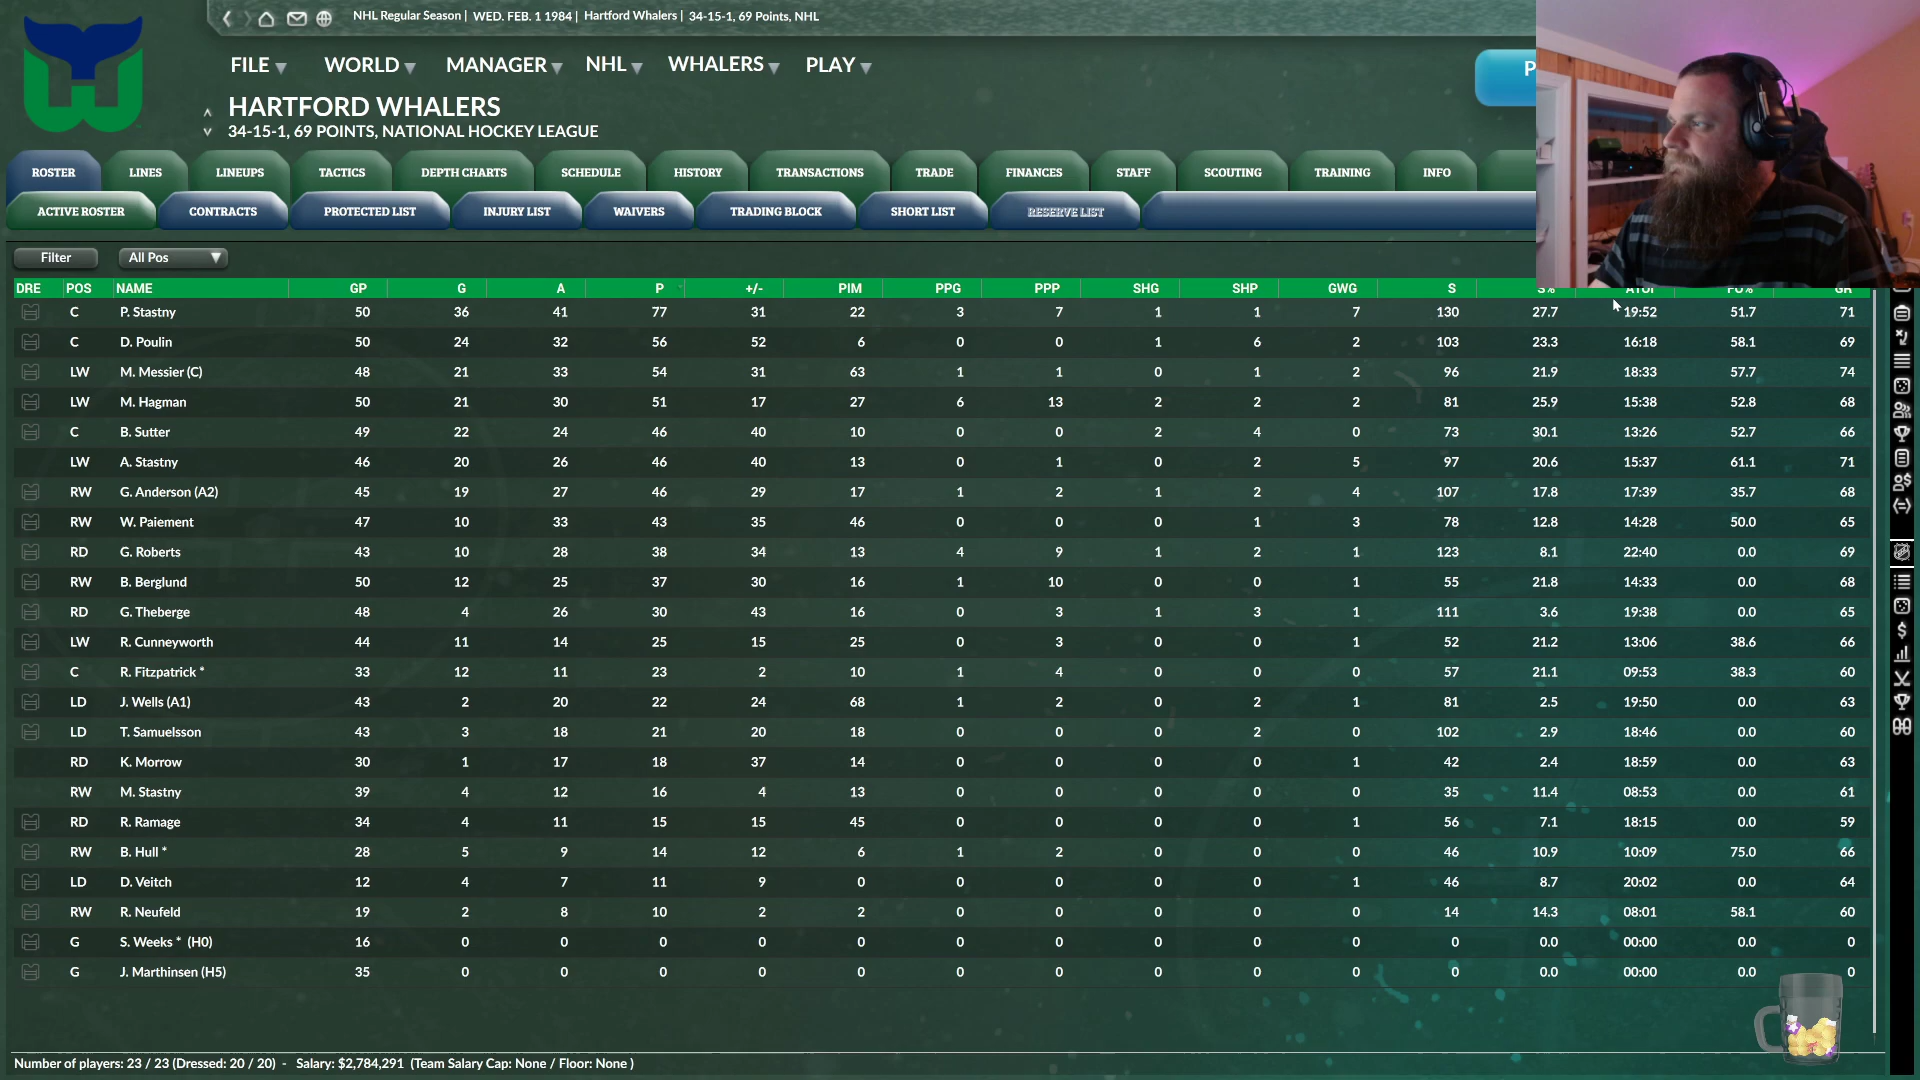 NHL Regular Season | WED. FEB. 1 1984 | Hartford Whalers | 34-15-1, 69 Points, NHL
FILE WORLD MANAGER NHL WHALERS PLAY
HARTFORD WHALERS
34-15-1, 69 POINTS, NATIONAL HOCKEY LEAGUE
ROSTER LINES LINEUPS TACTICS DEPTH CHARTS SCHEDULE HISTORY TRANSACTIONS TRADE FINANCES STAFF SCOUTING TRAINING INFO
ACTIVE ROSTER CONTRACTS PROTECTED LIST INJURY LIST WAIVERS TRADING BLOCK SHORT LIST RESERVE LIST
Filter All Pos
DRE POS NAME GP G A P +/- PIM PPG PPP SHG SHP GWG S S% ATOI FO% GR
C P. Stastny 50 36 41 77 31 22 3 7 1 1 7 130 27.7 19:52 51.7 71
C D. Poulin 50 24 32 56 52 6 0 0 1 6 2 103 23.3 16:18 58.1 69
LW M. Messier (C) 48 21 33 54 31 63 1 1 0 1 2 96 21.9 18:33 57.7 74
LW M. Hagman 50 21 30 51 17 27 6 13 2 2 2 81 25.9 15:38 52.8 68
C B. Sutter 49 22 24 46 40 10 0 0 2 4 0 73 30.1 13:26 52.7 66
LW A. Stastny 46 20 26 46 40 13 0 1 0 2 5 97 20.6 15:37 61.1 71
RW G. Anderson (A2) 45 19 27 46 29 17 1 2 1 2 4 107 17.8 17:39 35.7 68
RW W. Paiement 47 10 33 43 35 46 0 0 0 1 3 78 12.8 14:28 50.0 65
RD G. Roberts 43 10 28 38 34 13 4 9 1 2 1 123 8.1 22:40 0.0 69
RW B. Berglund 50 12 25 37 30 16 1 10 0 0 1 55 21.8 14:33 0.0 68
RD G. Theberge 48 4 26 30 43 16 0 3 1 3 1 111 3.6 19:38 0.0 65
LW R. Cunneyworth 44 11 14 25 15 25 0 3 0 0 1 52 21.2 13:06 38.6 66
C R. Fitzpatrick * 33 12 11 23 2 10 1 4 0 0 0 57 21.1 09:53 38.3 60
LD J. Wells (A1) 43 2 20 22 24 68 1 2 0 2 1 81 2.5 19:50 0.0 63
LD T. Samuelsson 43 3 18 21 20 18 0 0 0 2 0 102 2.9 18:46 0.0 60
RD K. Morrow 30 1 17 18 37 14 0 0 0 0 1 42 2.4 18:59 0.0 63
RW M. Stastny 39 4 12 16 4 13 0 0 0 0 0 35 11.4 08:53 0.0 61
RD R. Ramage 34 4 11 15 15 45 0 0 0 0 1 56 7.1 18:15 0.0 59
RW B. Hull * 28 5 9 14 12 6 1 2 0 0 0 46 10.9 10:09 75.0 66
LD D. Veitch 12 4 7 11 9 0 0 0 0 0 1 46 8.7 20:02 0.0 64
RW R. Neufeld 19 2 8 10 2 2 0 0 0 0 0 14 14.3 08:01 58.1 60
G S. Weeks * (H0) 16 0 0 0 0 0 0 0 0 0 0 0 0.0 00:00 0.0 0
G J. Marthinsen (H5) 35 0 0 0 0 0 0 0 0 0 0 0 0.0 00:00 0.0 0
Number of players: 23 / 23 (Dressed: 20 / 20) - Salary: $2,784,291 (Team Salary Cap: None / Floor: None )